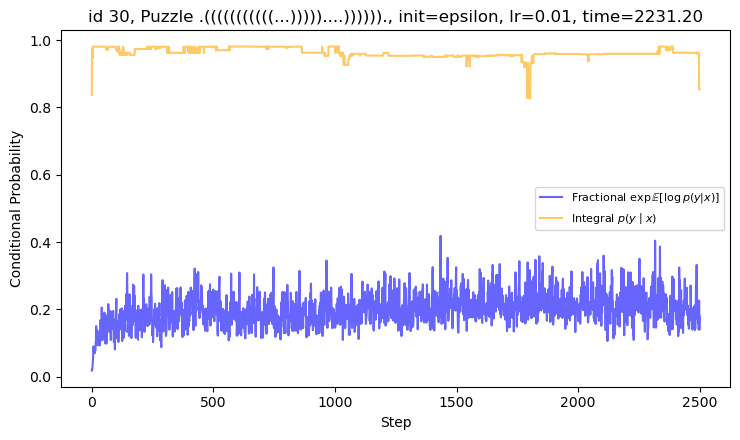 id 30, Puzzle .(((((((((((...)))))....))))))., init=epsilon, lr=0.01, time=2231.20
1.0
0.8
0.6
0.4
0.2
0.0
Conditional Probability
Fractional exp𝔼[log p(y|x)]
Integral p(y | x)
0 500 1000 1500 2000 2500
Step